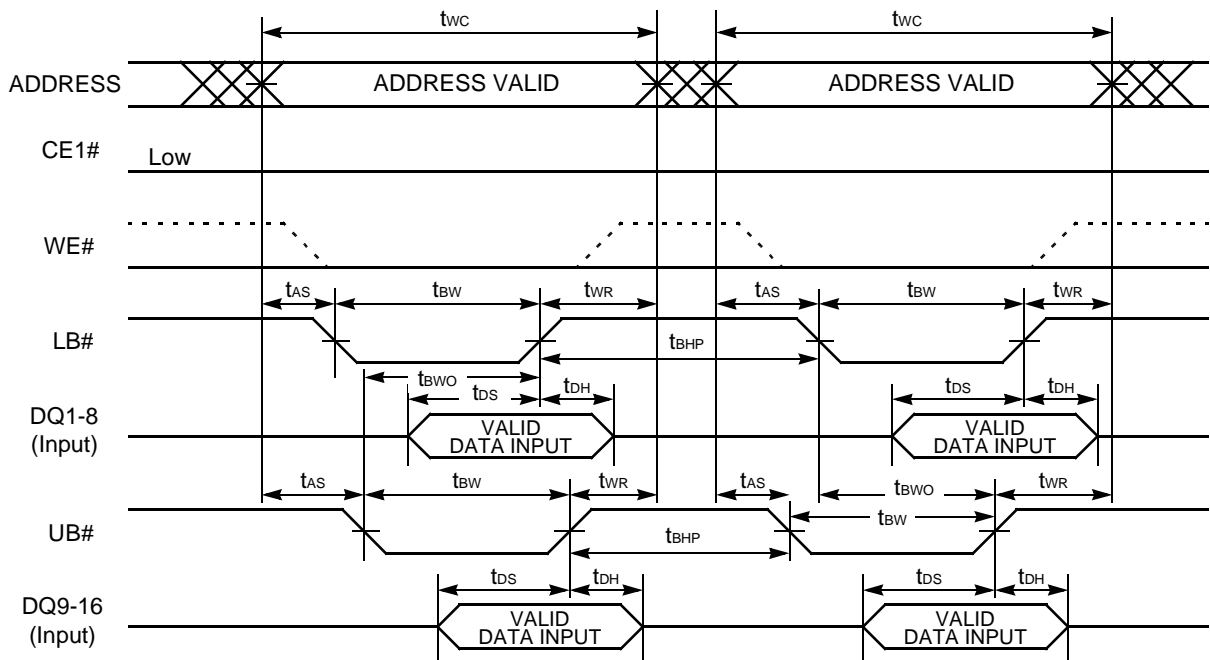 tWC tWC
ADDRESS ADDRESS VALID ADDRESS VALID
CE1# Low
WE#
tAS tBW tWR tAS tBW tWR
LB#
tBHP
tBWO
tDS tDH tDS tDH
DQ1-8
(Input)
VALID
DATA INPUT
VALID
DATA INPUT
tAS tBW tWR tAS tBWO tWR
tBW
UB#
tBHP
tDS tDH tDS tDH
DQ9-16
(Input)
VALID
DATA INPUT
VALID
DATA INPUT